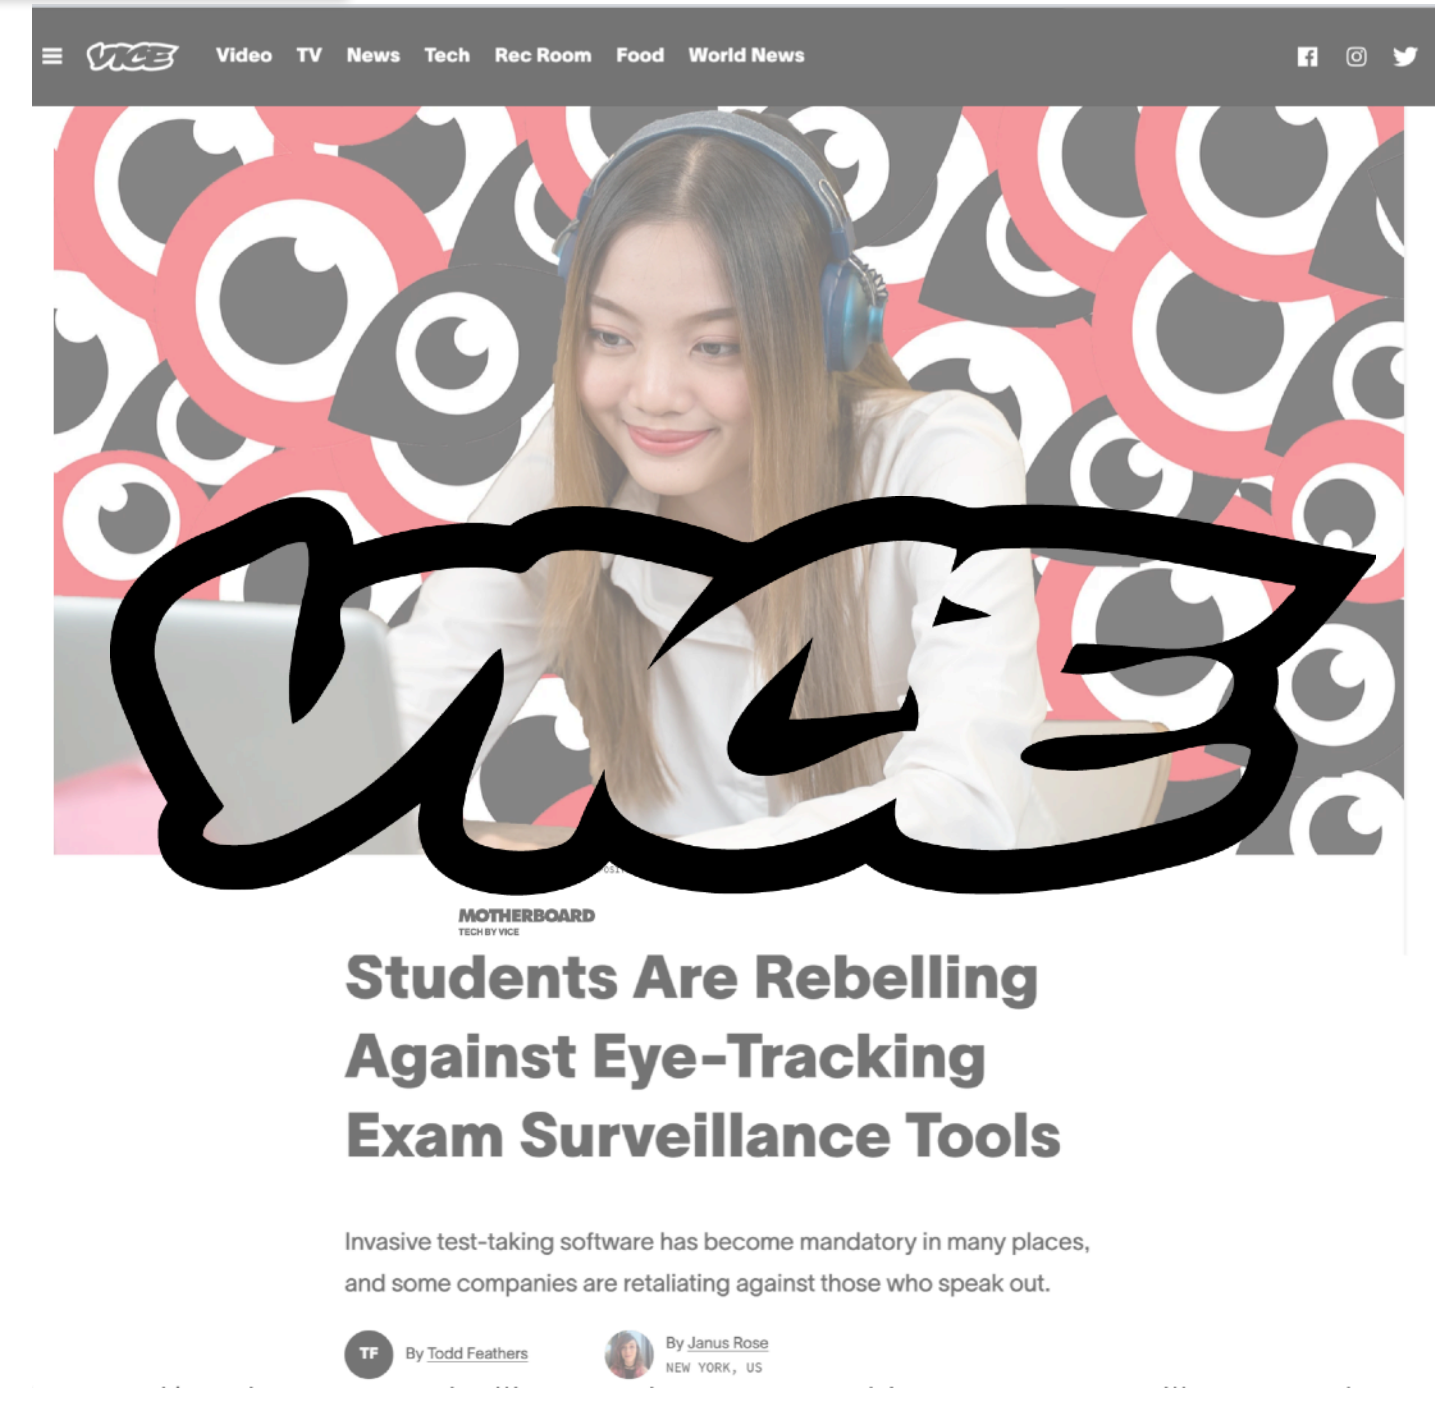 VICE
Video TV News Tech Rec Room Food World News
VICE
MOTHERBOARD
TECH BY VICE
Students Are Rebelling
Against Eye-Tracking
Exam Surveillance Tools
Invasive test-taking software has become mandatory in many places,
and some companies are retaliating against those who speak out.
TF
By Todd Feathers
By Janus Rose
NEW YORK, US